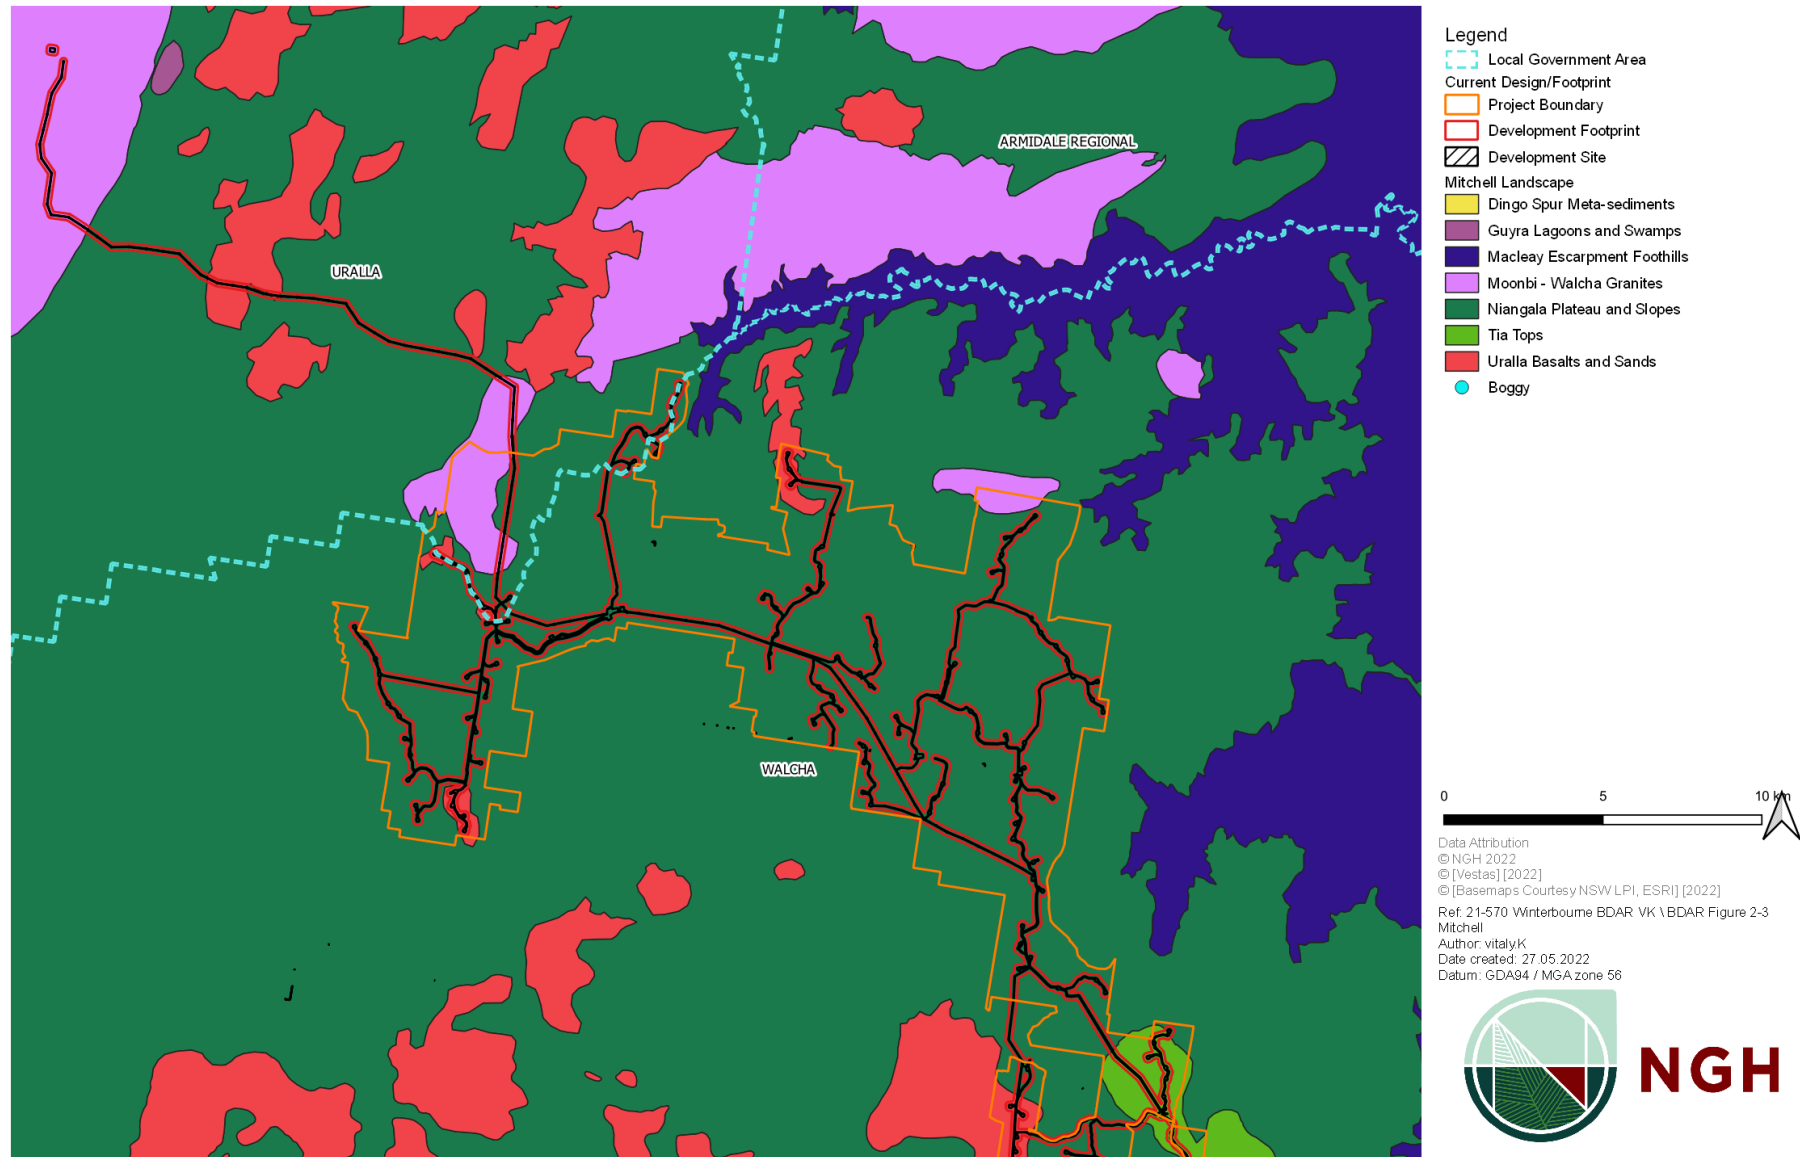 ARMIDALE REGIONAL
URALLA
WALCHA
Legend
Local Government Area
Current Design/Footprint
Project Boundary
Development Footprint
Development Site
Mitchell Landscape
Dingo Spur Meta-sediments
Guyra Lagoons and Swamps
Macleay Escarpment Foothills
Moonbi - Walcha Granites
Niangala Plateau and Slopes
Tia Tops
Uralla Basalts and Sands
Boggy
0 5 10 km
Data Attribution
© NGH 2022
© [Vestas] [2022]
© [Basemaps Courtesy NSW LPI, ESRI] [2022]
Ref: 21-570 Winterbourne BDAR VK \ BDAR Figure 2-3
Mitchell
Author: vitaly.K
Date created: 27.05.2022
Datum: GDA94 / MGA zone 56
NGH